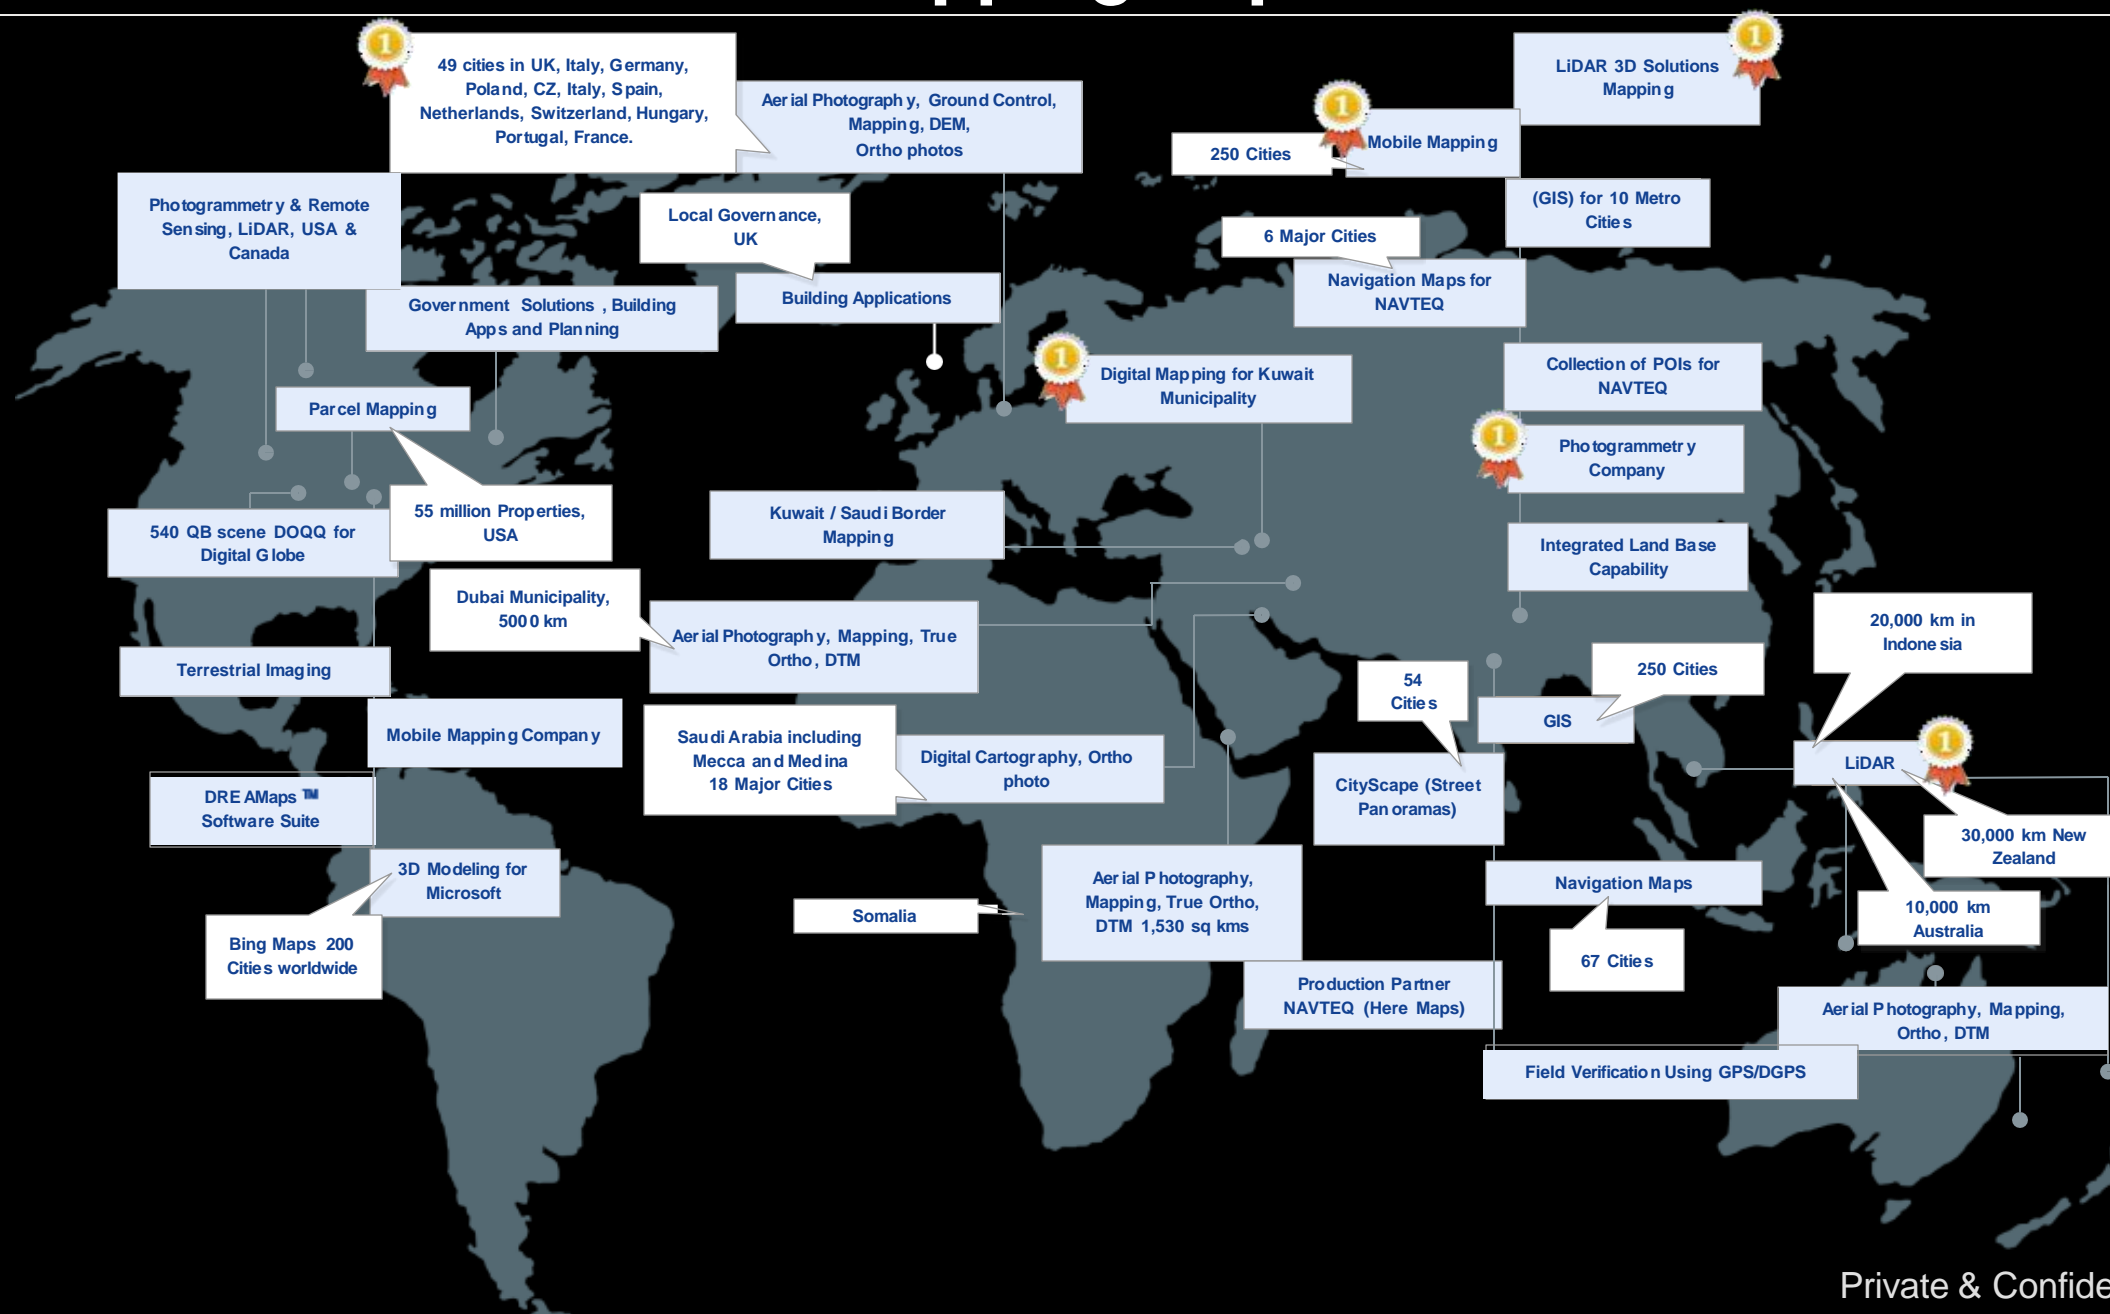 49 cities in UK, Italy, Germany,
Poland, CZ, Italy, Spain,
Netherlands, Switzerland, Hungary,
Portugal, France.
Aerial Photography, Ground Control,
Mapping, DEM,
Ortho photos
LiDAR 3D Solutions
Mapping
Mobile Mapping
250 Cities
(GIS) for 10 Metro
Cities
Photogrammetry & Remote
Sensing, LiDAR, USA &
Canada
Local Governance,
UK
6 Major Cities
Navigation Maps for
NAVTEQ
Government Solutions , Building
Apps and Planning
Building Applications
Digital Mapping for Kuwait
Municipality
Collection of POIs for
NAVTEQ
Parcel Mapping
Photogrammetry
Company
55 million Properties,
USA
Kuwait / Saudi Border
Mapping
540 QB scene DOQQ for
Digital Globe
Integrated Land Base
Capability
Dubai Municipality,
5000 km
Aerial Photography, Mapping, True
Ortho, DTM
20,000 km in
Indonesia
Terrestrial Imaging
54
Cities
250 Cities
GIS
Mobile Mapping Company
Saudi Arabia including
Mecca and Medina
18 Major Cities
Digital Cartography, Ortho
photo
LiDAR
DREAMaps TM
Software Suite
CityScape (Street
Panoramas)
30,000 km New
Zealand
3D Modeling for
Microsoft
Aerial Photography,
Mapping, True Ortho,
DTM 1,530 sq kms
Navigation Maps
Somalia
10,000 km
Australia
Bing Maps 200
Cities worldwide
67 Cities
Production Partner
NAVTEQ (Here Maps)
Aerial Photography, Mapping,
Ortho, DTM
Field Verification Using GPS/DGPS
1
1
1
1
1
1
Private & Confide